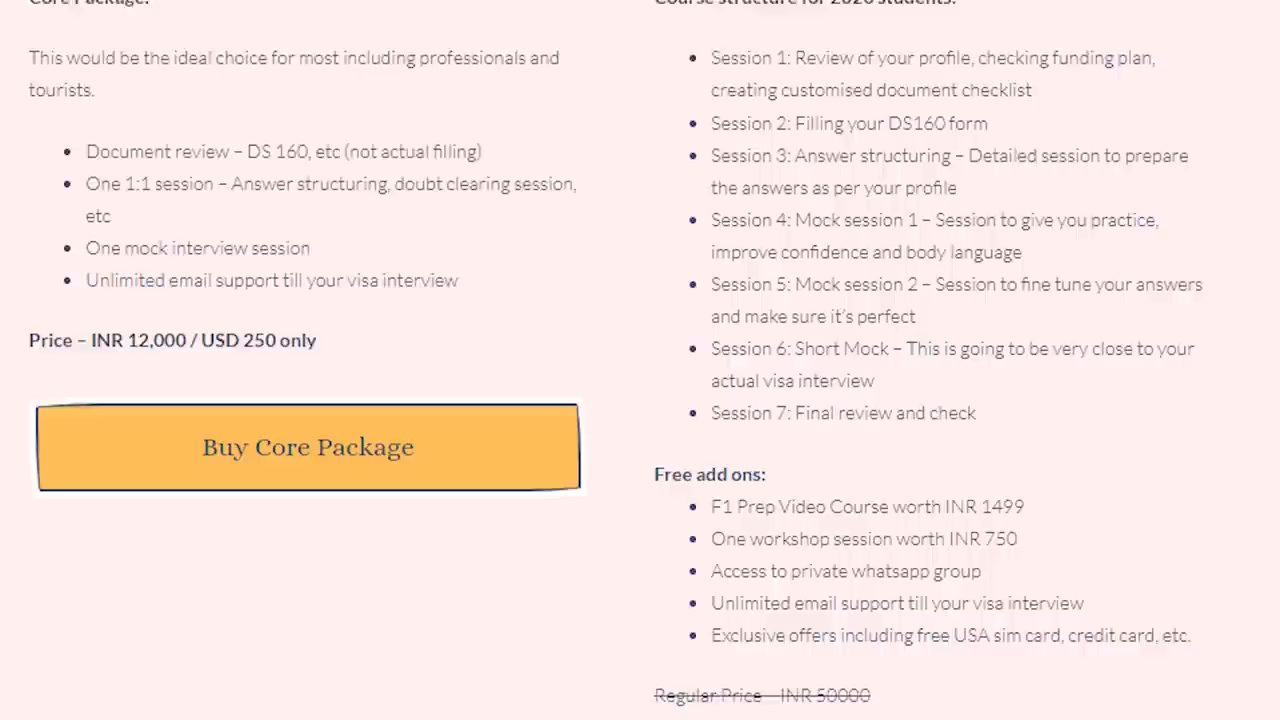 Core Package:
This would be the ideal choice for most including professionals and
tourists.
Document review – DS 160, etc (not actual filling)
One 1:1 session – Answer structuring, doubt clearing session,
etc
One mock interview session
Unlimited email support till your visa interview
Price – INR 12,000 / USD 250 only
Buy Core Package
Course structure for 2020 students:
Session 1: Review of your profile, checking funding plan,
creating customised document checklist
Session 2: Filling your DS160 form
Session 3: Answer structuring – Detailed session to prepare
the answers as per your profile
Session 4: Mock session 1 – Session to give you practice,
improve confidence and body language
Session 5: Mock session 2 – Session to fine tune your answers
and make sure it's perfect
Session 6: Short Mock – This is going to be very close to your
actual visa interview
Session 7: Final review and check
Free add ons:
F1 Prep Video Course worth INR 1499
One workshop session worth INR 750
Access to private whatsapp group
Unlimited email support till your visa interview
Exclusive offers including free USA sim card, credit card, etc.
Regular Price – INR 50000